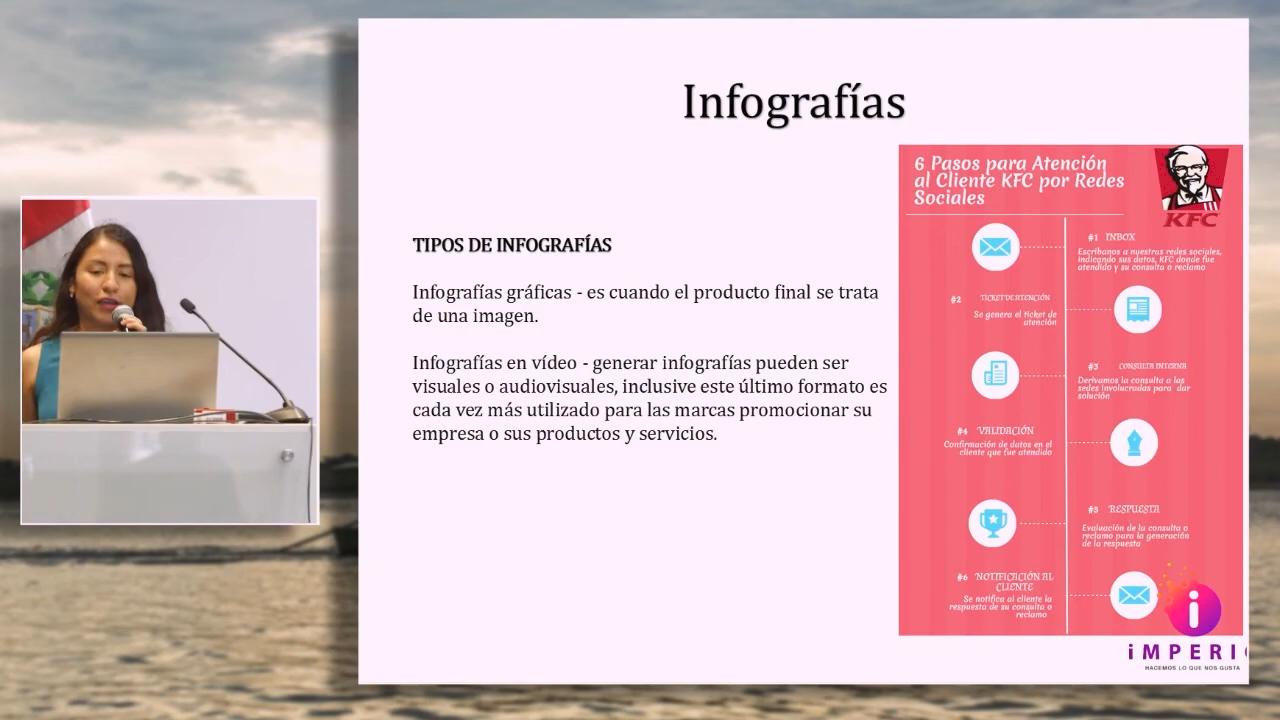 Infografías
TIPOS DE INFOGRAFÍAS
Infografías gráficas - es cuando el producto final se trata
de una imagen.
Infografías en vídeo - generar infografías pueden ser
visuales o audiovisuales, inclusive este último formato es
cada vez más utilizado para las marcas promocionar su
empresa o sus productos y servicios.
6 Pasos para Atención
al Cliente KFC por Redes
Sociales
KFC
#1 INBOX
Escríbanos a nuestras redes sociales,
indicando sus datos, KFC donde fue
atendido y su consulta o reclamo
#2 TICKET DE ATENCIÓN
Se genera el ticket de
atención
#3 CONSULTA INTERNA
Derivamos la consulta a las
sedes involucradas para dar
solución
#4 VALIDACIÓN
Confirmación de datos en el
cliente que fue atendido
#5 RESPUESTA
Evaluación de la consulta o
reclamo para la generación
de la respuesta
#6 NOTIFICACIÓN AL
CLIENTE
Se notifica al cliente la
respuesta de su consulta o
reclamo
iMPERI
HACEMOS LO QUE NOS GUSTA